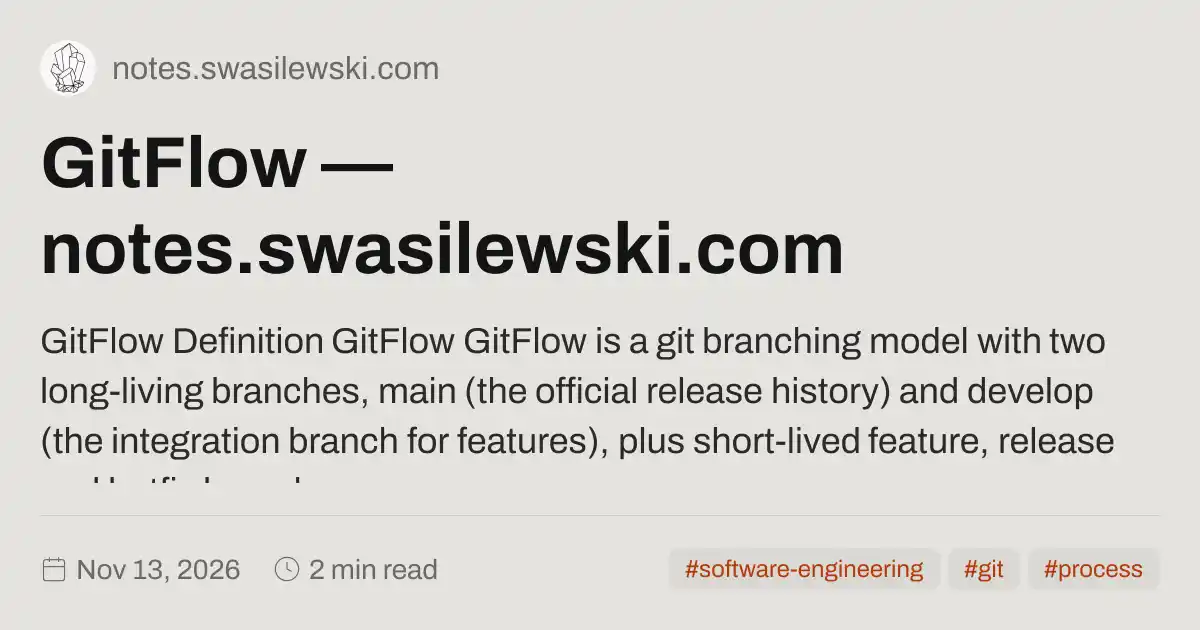 notes.swasilewski.com
GitFlow —
notes.swasilewski.com
GitFlow Definition GitFlow GitFlow is a git branching model with two
long-living branches, main (the official release history) and develop
(the integration branch for features), plus short-lived feature, release
Nov 13, 2026
2 min read
#software-engineering
#git
#process